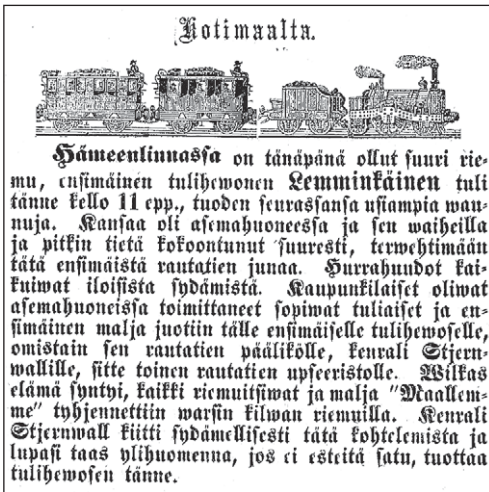 Kotimaalta.
Hämeenlinnassa on tänäpänä ollut suuri rie-
mu, ensimäinen tulihewonen Lemminkäinen tuli
tänne kello 11 epp., tuoden seurassansa usiampia wau-
nuja. Kansaa oli asemahuoneessa ja sen waiheilla
ja pitkin tietä kokoontunut suuresti, terwehtimään
tätä ensimäistä rautatien junaa. Hurrahuudot kai-
kuiwat iloisista sydämistä. Kaupunkilaiset oliwat
asemahuoneissa toimittaneet sopiwat tuliaiset ja en-
simäinen malja juotiin tälle ensimäiselle tulihewoselle,
omistain sen rautatien päälikölle, kenrali Stjern-
wallille, sitte toinen rautatien upseeristolle. Wilkas
elämä syntyi, kaikki riemuitsiwat ja malja "Maallem-
me" tyhjennettiin warsin kilwan riemuilla. Kenrali
Stjernwall kiitti sydämellisesti tätä kohtelemista ja
lupasi taas ylihuomenna, jos ei esteitä satu, tuottaa
tulihewosen tänne.